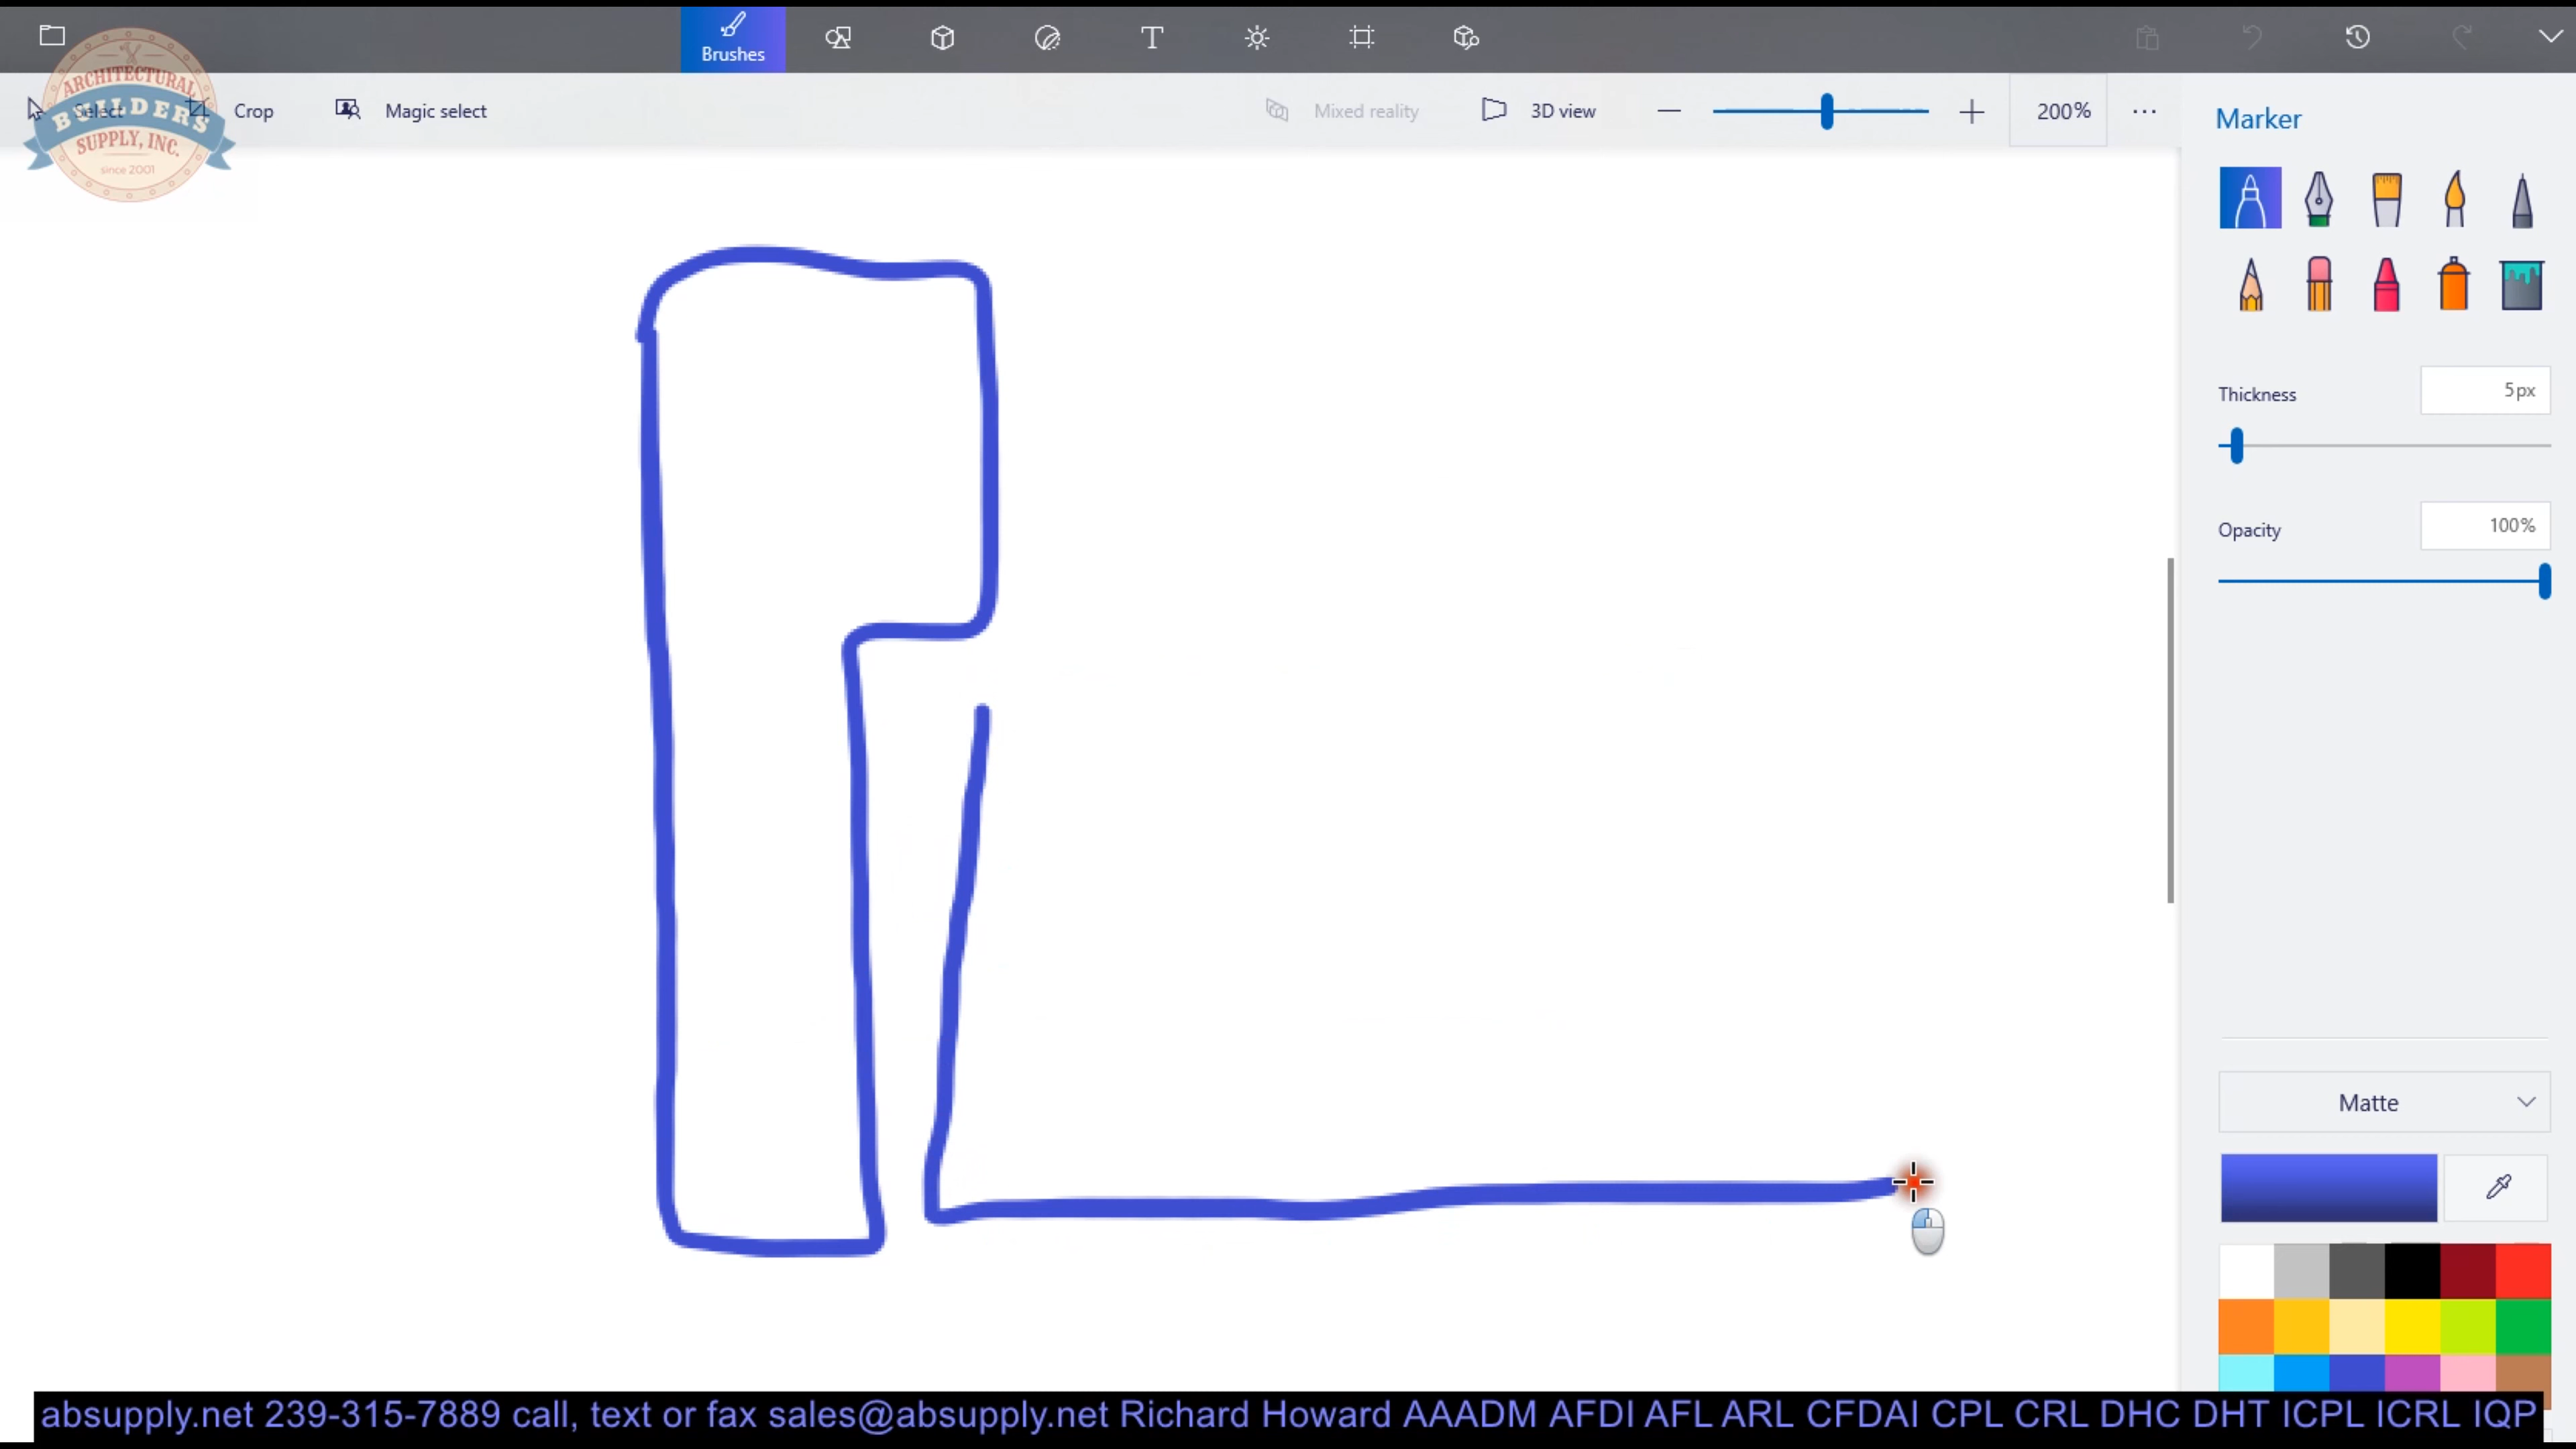 Brushes
ARCHITECTURAL
BUILDERS
SUPPLY, INC.
since 2001
Select
Crop
Magic select
Mixed reality
3D view
200%
Marker
Thickness
5px
Opacity
100%
Matte
absupply.net 239-315-7889 call, text or fax sales@absupply.net Richard Howard AAADM AFDI AFL ARL CFDAI CPL CRL DHC DHT ICPL ICRL IQP